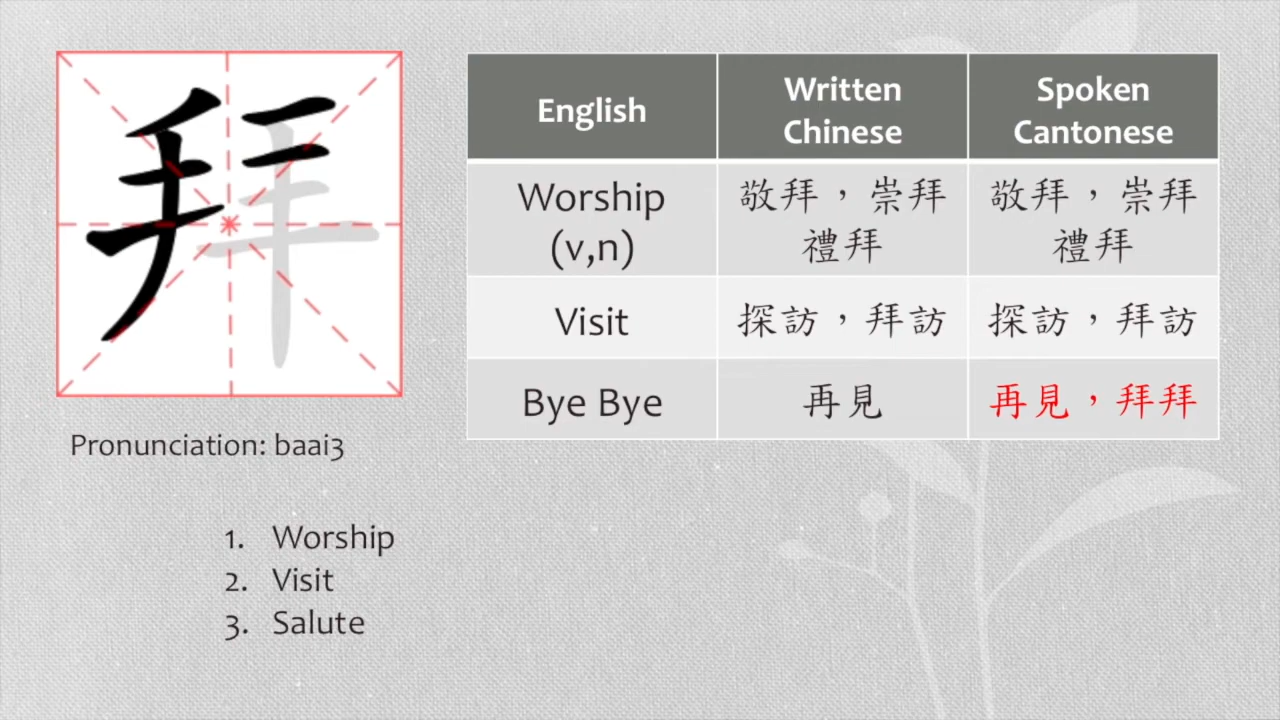 拜
Pronunciation: baai3
1. Worship
2. Visit
3. Salute
English
Written
Chinese
Spoken
Cantonese
Worship
(v,n)
敬拜，崇拜
禮拜
敬拜，崇拜
禮拜
Visit
探訪，拜訪
探訪，拜訪
Bye Bye
再見
再見，拜拜